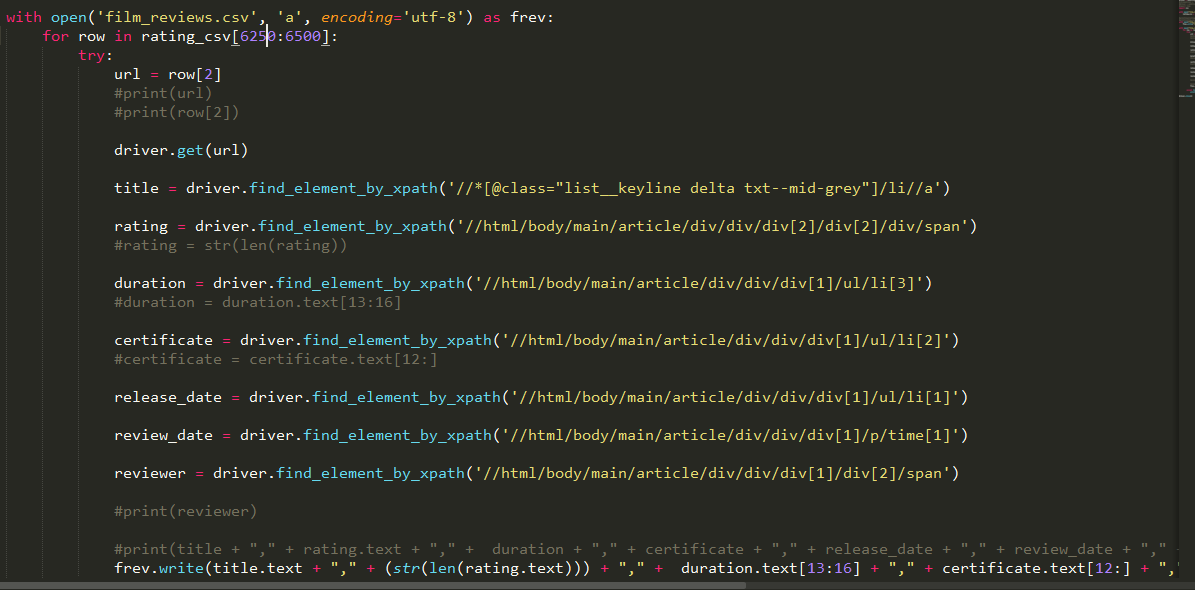 with open('film_reviews.csv', 'a', encoding='utf-8') as frev:
    for row in rating_csv[6250:6500]:
        try:
            url = row[2]
            #print(url)
            #print(row[2])
            driver.get(url)
            title = driver.find_element_by_xpath('//*[@class="list__keyline delta txt--mid-grey"]/li//a')
            rating = driver.find_element_by_xpath('//html/body/main/article/div/div/div[2]/div[2]/div/span')
            #rating = str(len(rating))
            duration = driver.find_element_by_xpath('//html/body/main/article/div/div/div[1]/ul/li[3]')
            #duration = duration.text[13:16]
            certificate = driver.find_element_by_xpath('//html/body/main/article/div/div/div[1]/ul/li[2]')
            #certificate = certificate.text[12:]
            release_date = driver.find_element_by_xpath('//html/body/main/article/div/div/div[1]/ul/li[1]')
            review_date = driver.find_element_by_xpath('//html/body/main/article/div/div/div[1]/p/time[1]')
            reviewer = driver.find_element_by_xpath('//html/body/main/article/div/div/div[1]/div[2]/span')
            #print(reviewer)
            #print(title + "," + rating.text + "," +  duration + "," + certificate + "," + release_date + "," + review_date + ","
            frev.write(title.text + "," + (str(len(rating.text))) + "," +  duration.text[13:16] + "," + certificate.text[12:] + ","